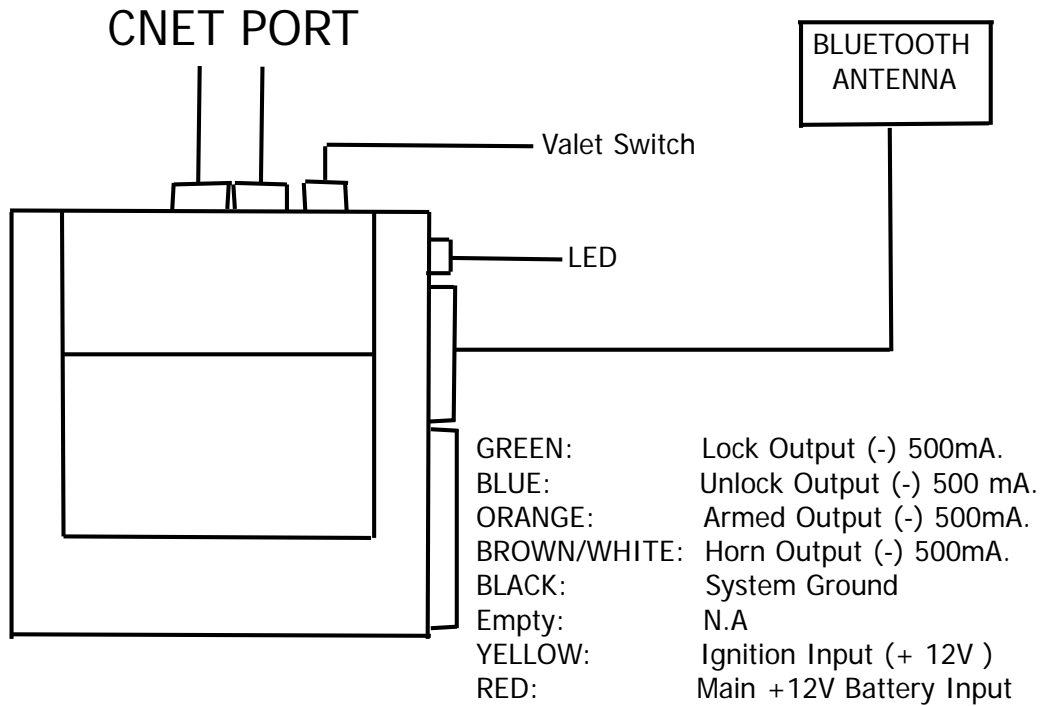 CNET PORT
BLUETOOTH
ANTENNA
Valet Switch
LED
GREEN: Lock Output (-) 500mA.
BLUE: Unlock Output (-) 500 mA.
ORANGE: Armed Output (-) 500mA.
BROWN/WHITE: Horn Output (-) 500mA.
BLACK: System Ground
Empty: N.A
YELLOW: Ignition Input (+ 12V )
RED: Main +12V Battery Input